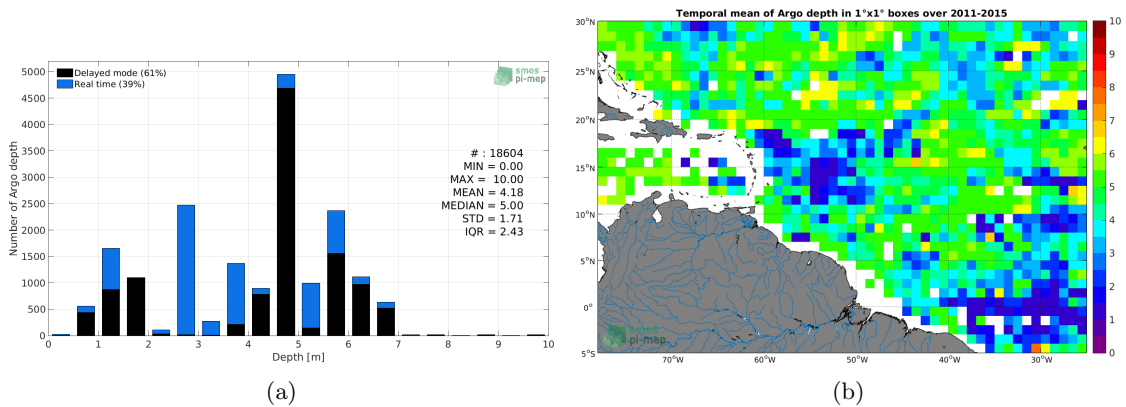 Delayed mode (61%)
Real time (39%)
smos
pi-mep
5000
4500
4000
3500
3000
2500
2000
1500
1000
500
0
Number of Argo depth
# : 18604
MIN = 0.00
MAX = 10.00
MEAN = 4.18
MEDIAN = 5.00
STD = 1.71
IQR = 2.43
0 1 2 3 4 5 6 7 8 9 10
Depth [m]
(a)
Temporal mean of Argo depth in 1°x1° boxes over 2011-2015
30°N
25°N
20°N
15°N
10°N
5°N
0°
5°S
70°W 60°W 50°W 40°W 30°W
smos
pi-mep
10
9
8
7
6
5
4
3
2
1
0
(b)